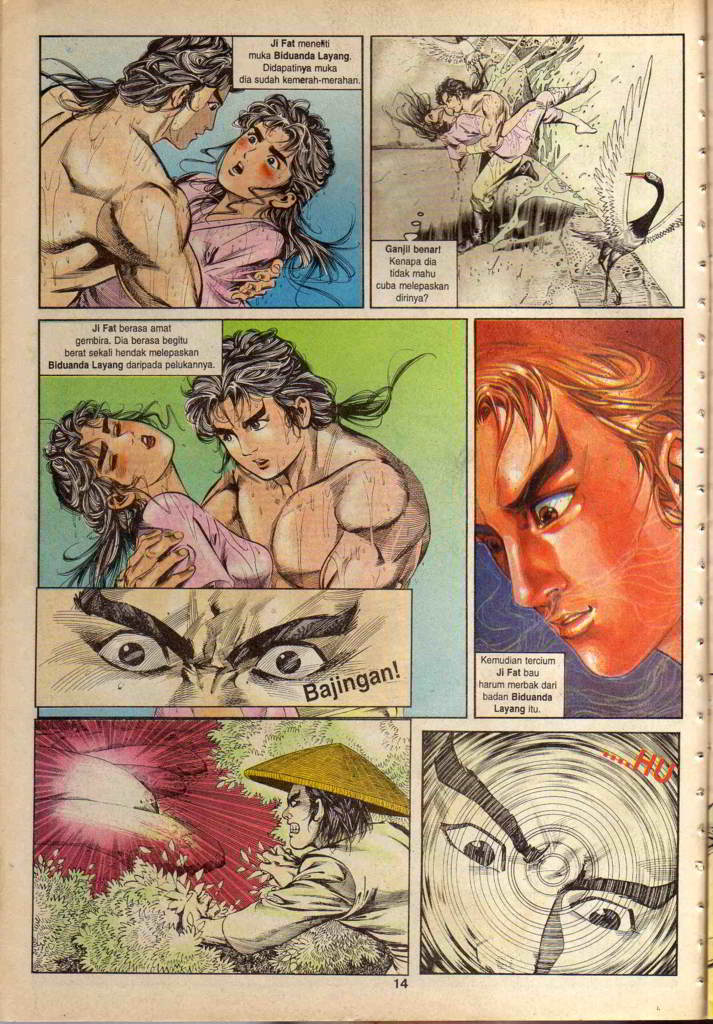 Ji Fat meneliti
muka Biduanda Layang.
Didapatinya muka
dia sudah kemerah-merahan.
Ganjil benar!
Kenapa dia
tidak mahu
cuba melepaskan
dirinya?
Ji Fat berasa amat
gembira. Dia berasa begitu
berat sekali hendak melepaskan
Biduanda Layang daripada pelukannya.
Bajingan!
Kemudian tercium
Ji Fat bau
harum merbak dari
badan Biduanda
Layang itu.
....HU
14